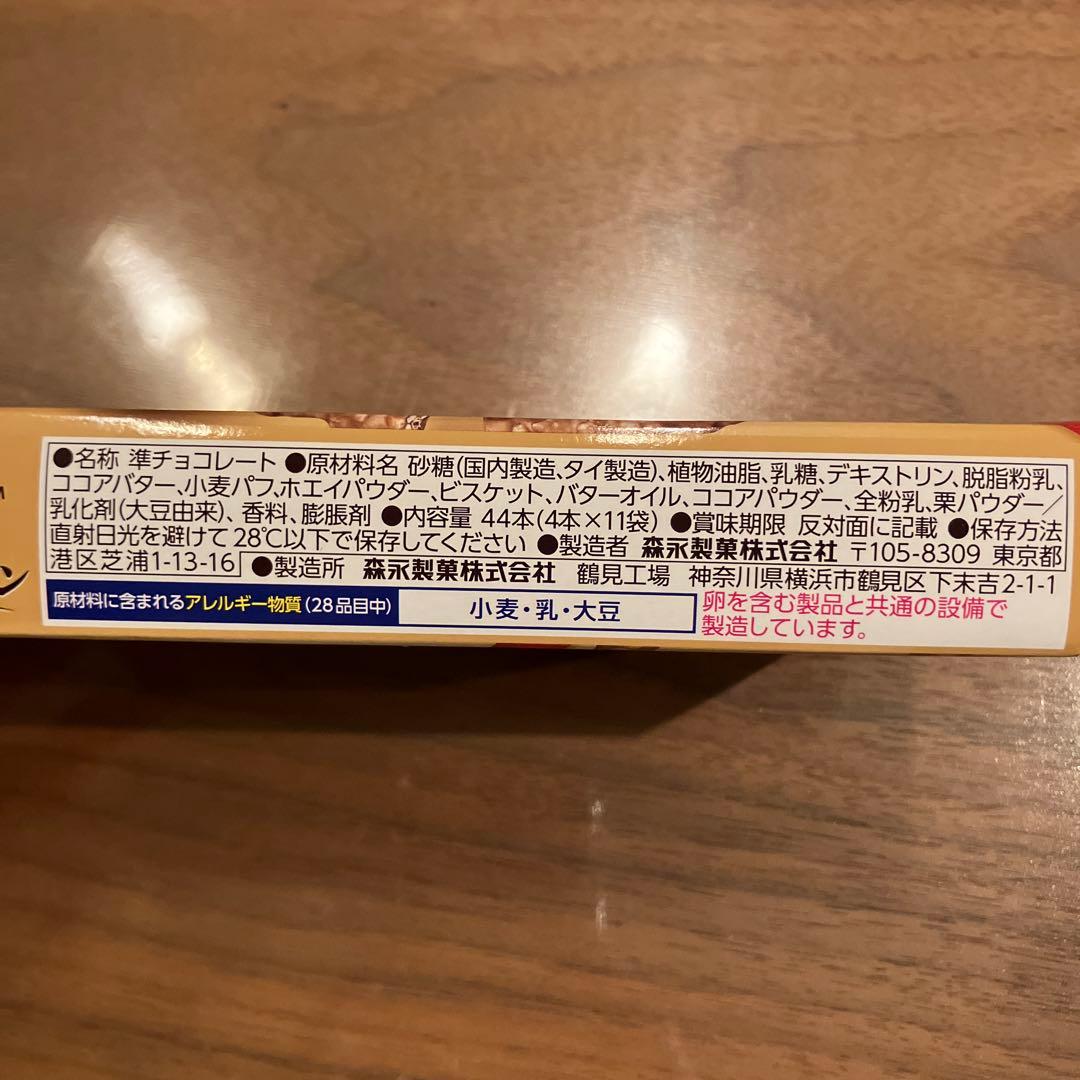 ●名称 準チョコレート ●原材料名 砂糖(国内製造、タイ製造)、植物油脂、乳糖、デキストリン、脱脂粉乳、
ココアバター、小麦パフ、ホエイパウダー、ビスケット、バターオイル、ココアパウダー、全粉乳、栗パウダー/
乳化剤(大豆由来)、香料、膨脹剤 ●内容量 44本(4本×11袋) ●賞味期限 反対面に記載 ●保存方法
直射日光を避けて28℃以下で保存してください ●製造者 森永製菓株式会社 〒105-8309 東京都
港区芝浦1-13-16 ●製造所 森永製菓株式会社 鶴見工場 神奈川県横浜市鶴見区下末吉2-1-1
原材料に含まれるアレルギー物質(28品目中) 小麦・乳・大豆
卵を含む製品と共通の設備で
製造しています。